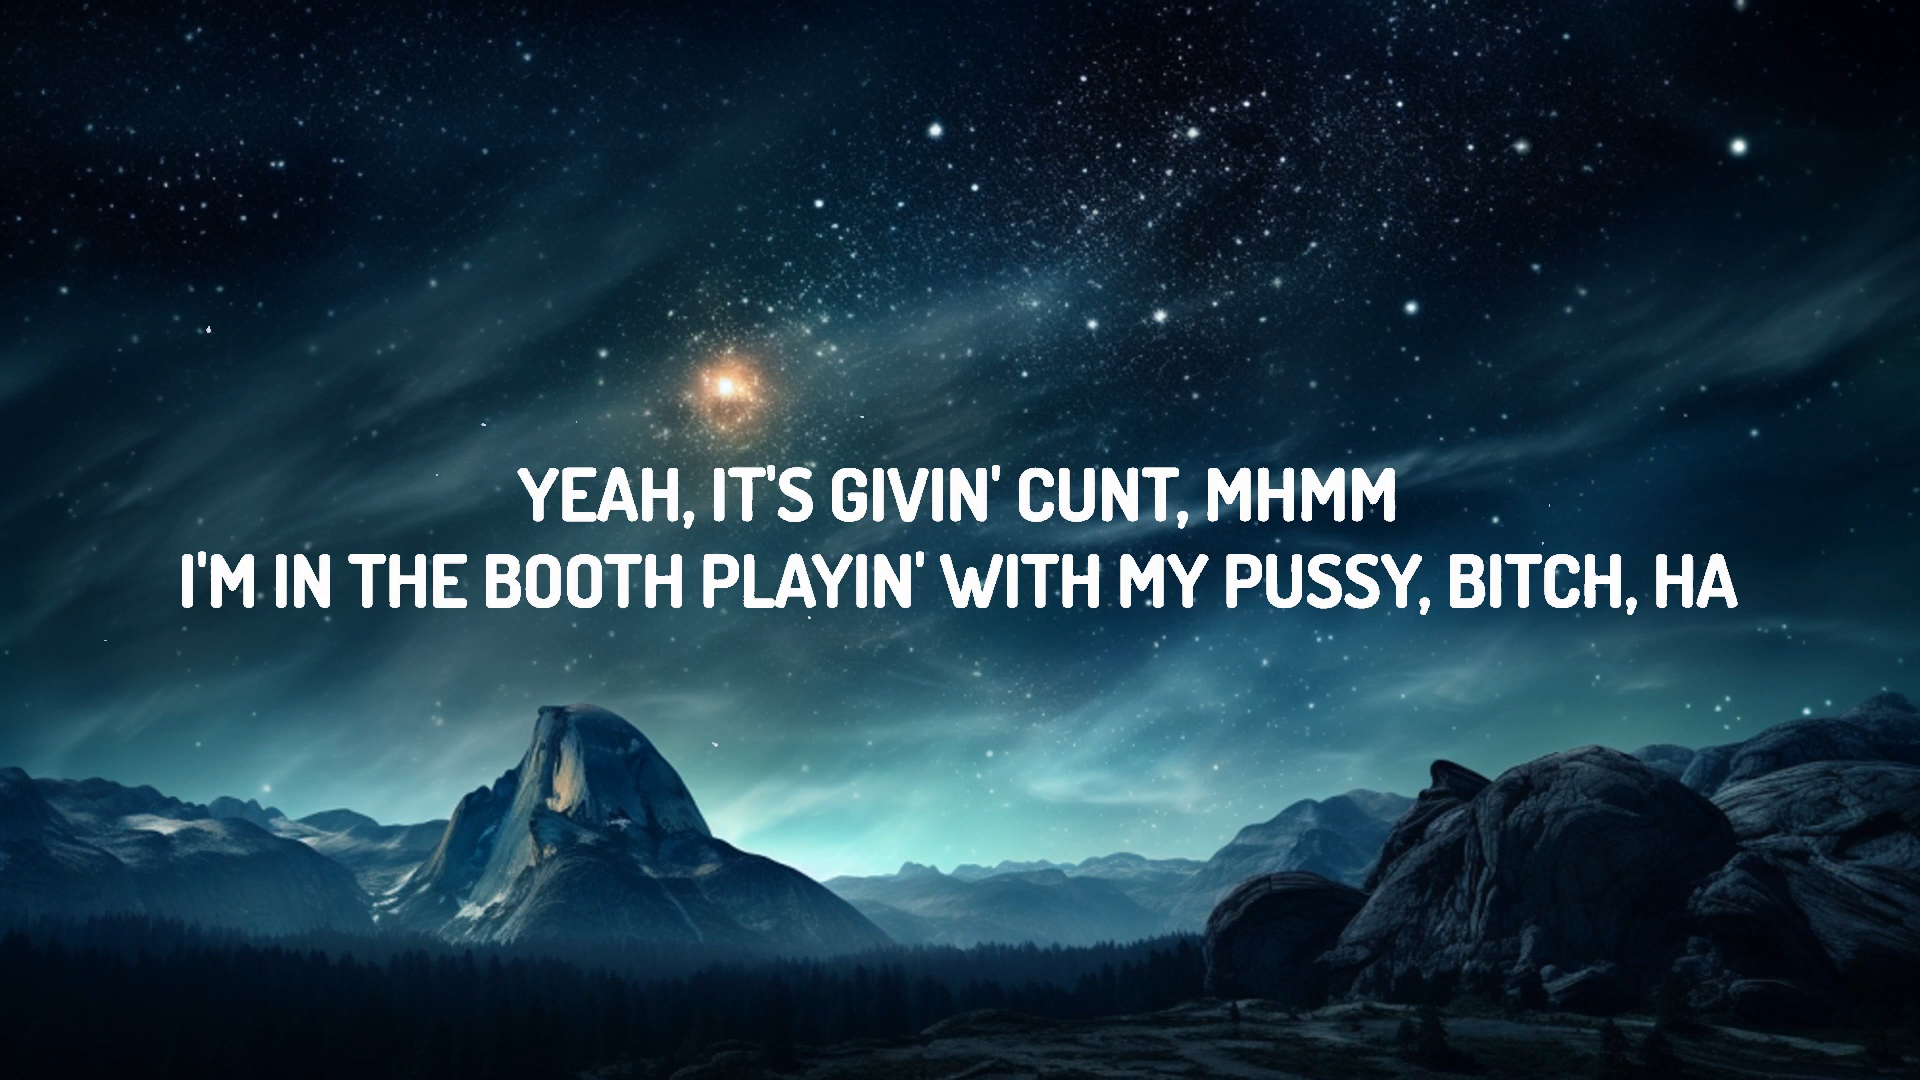 YEAH, IT'S GIVIN' CUNT, MHMM
I'M IN THE BOOTH PLAYIN' WITH MY PUSSY, BITCH, HA